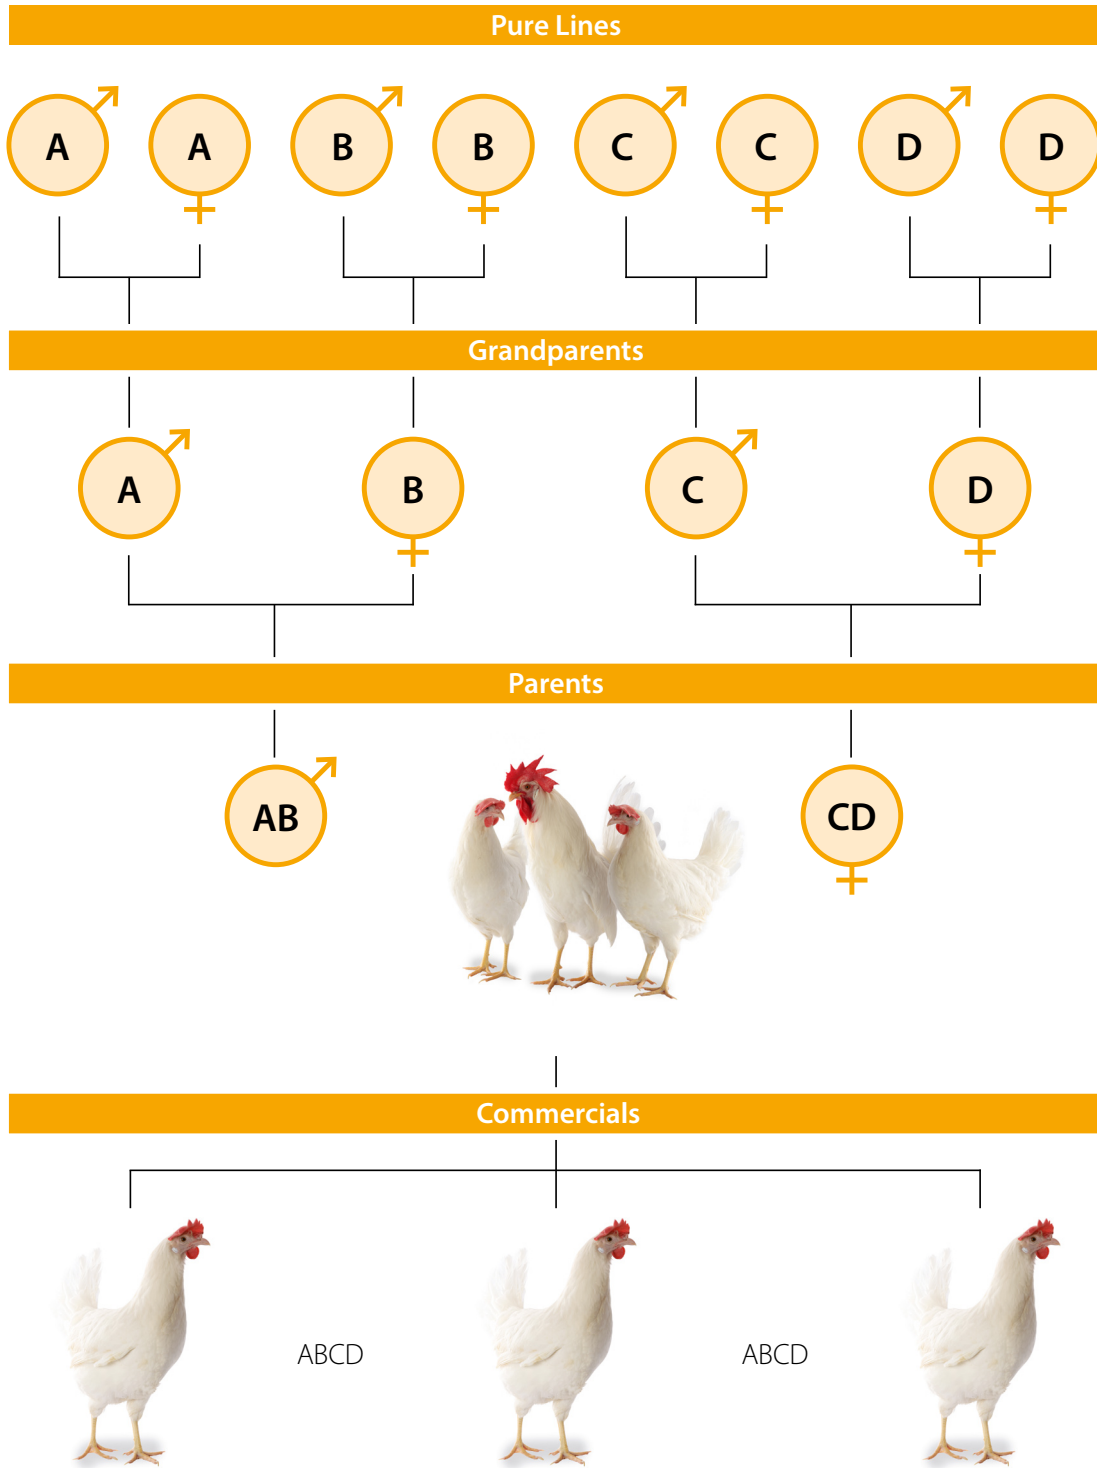 Pure Lines
A A B B C C D D
Grandparents
A B C D
Parents
AB CD
Commercials
ABCD ABCD